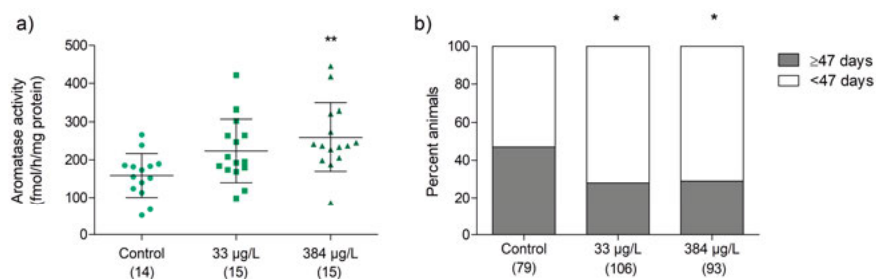 a)
Aromatase activity
(fmol/h/mg protein)
500
400
300
200
100
0
**
Control
(14)
33 µg/L
(15)
384 µg/L
(15)
b)
Percent animals
100
80
60
40
20
0
*
*
Control
(79)
33 µg/L
(106)
384 µg/L
(93)
≥47 days
<47 days